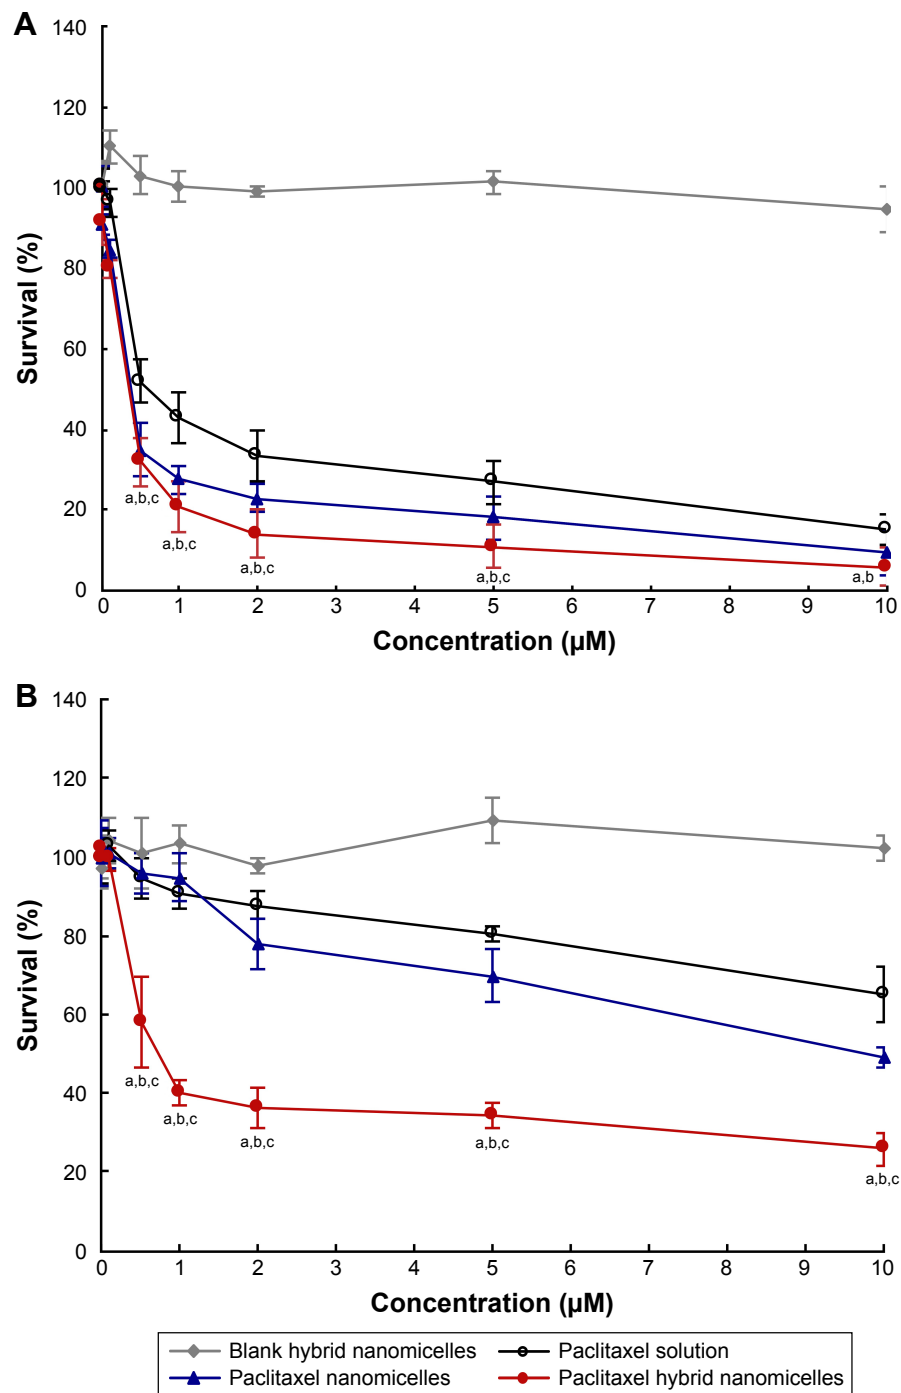 A
140
120
100
80
60
40
20
0
Survival (%)
a,b,c
a,b,c
a,b,c
a,b,c
a,b
0 1 2 3 4 5 6 7 8 9 10
Concentration (µM)
B
140
120
100
80
60
40
20
0
Survival (%)
a,b,c
a,b,c
a,b,c
a,b,c
a,b,c
0 1 2 3 4 5 6 7 8 9 10
Concentration (µM)
Blank hybrid nanomicelles Paclitaxel solution
Paclitaxel nanomicelles Paclitaxel hybrid nanomicelles